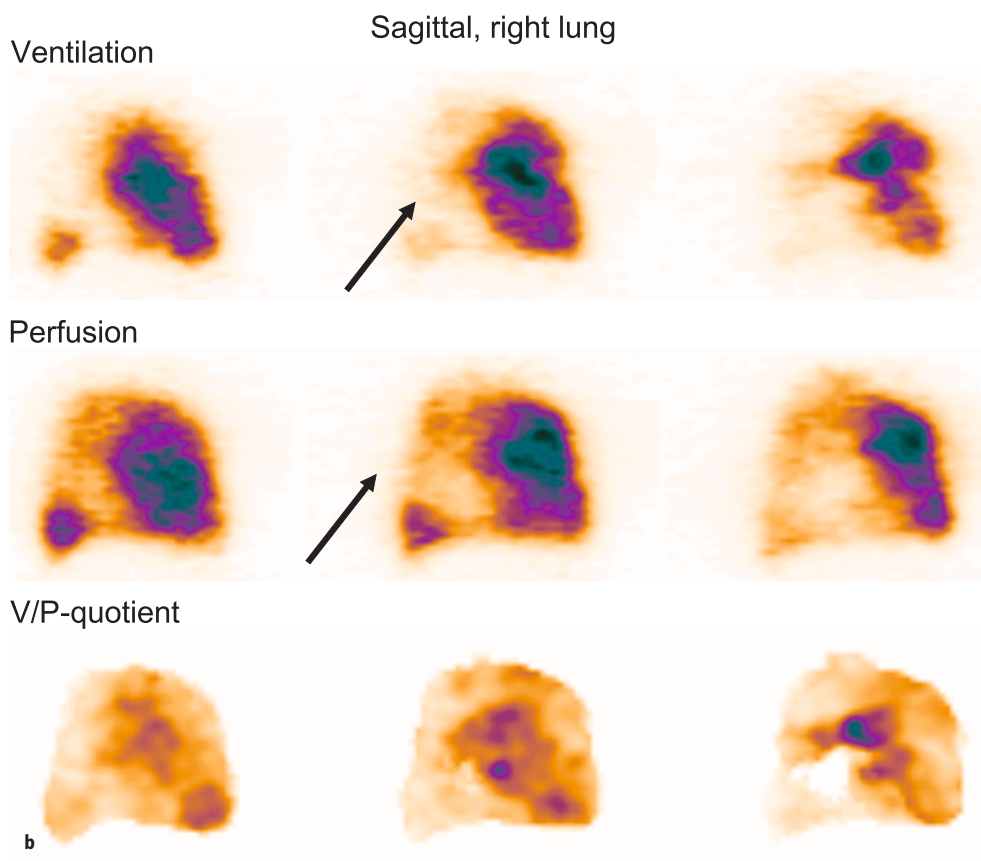 Sagittal, right lung
Ventilation
Perfusion
V/P-quotient
b